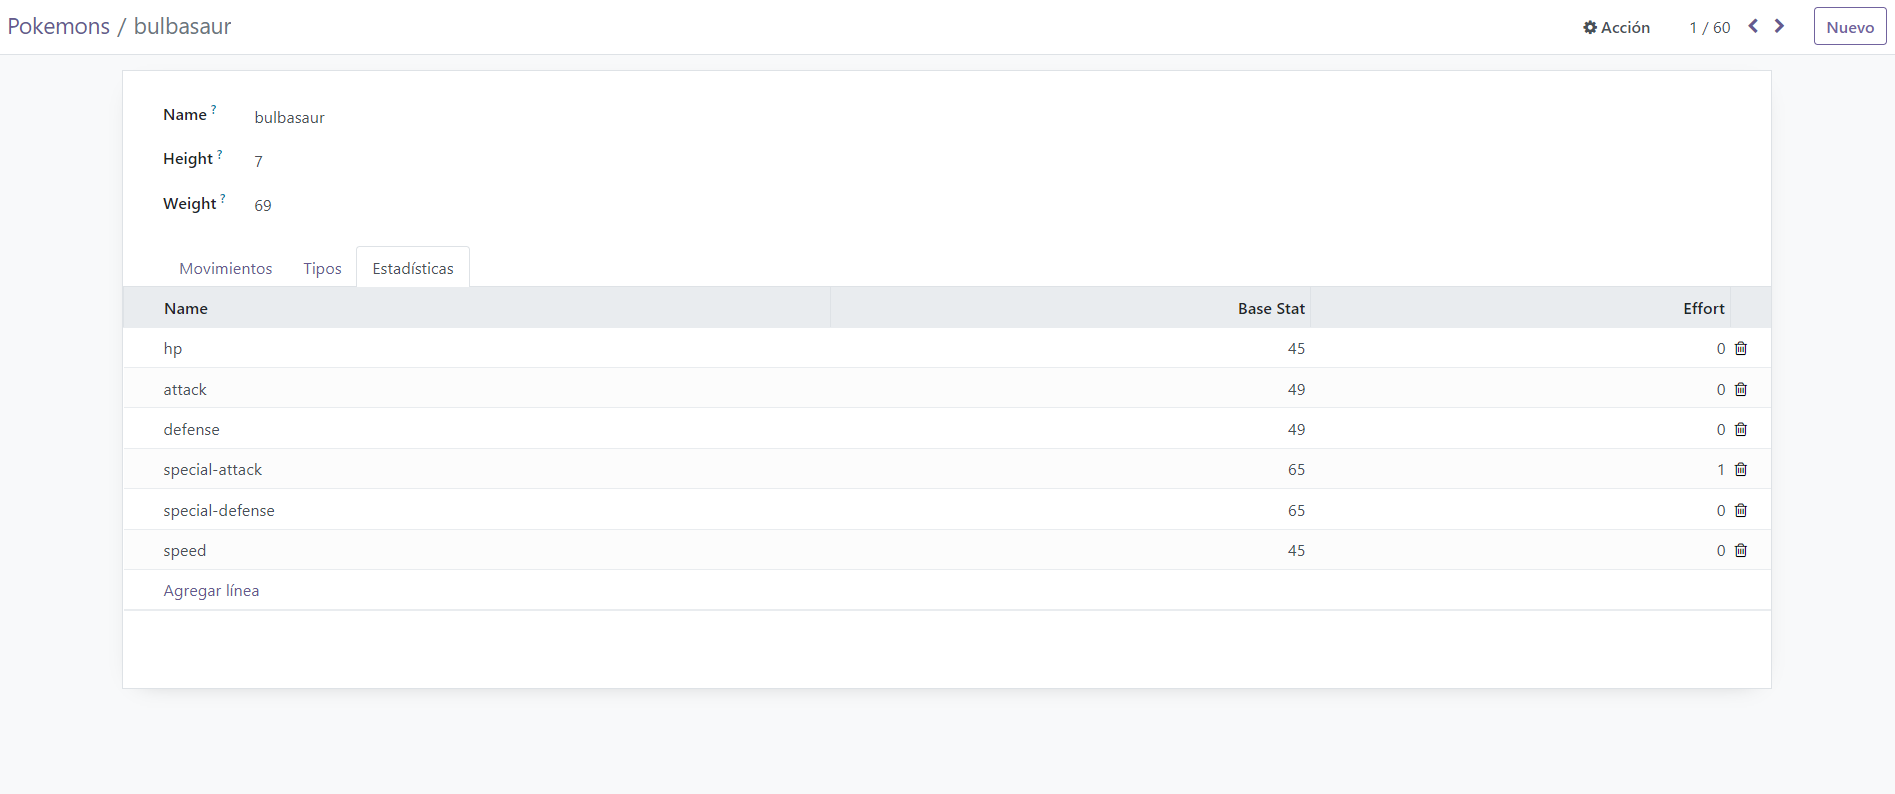 Pokemons / bulbasaur
Acción 1 / 60 Nuevo
Name ? bulbasaur
Height ? 7
Weight ? 69
Movimientos Tipos Estadísticas
Name Base Stat Effort
hp 45 0
attack 49 0
defense 49 0
special-attack 65 1
special-defense 65 0
speed 45 0
Agregar línea